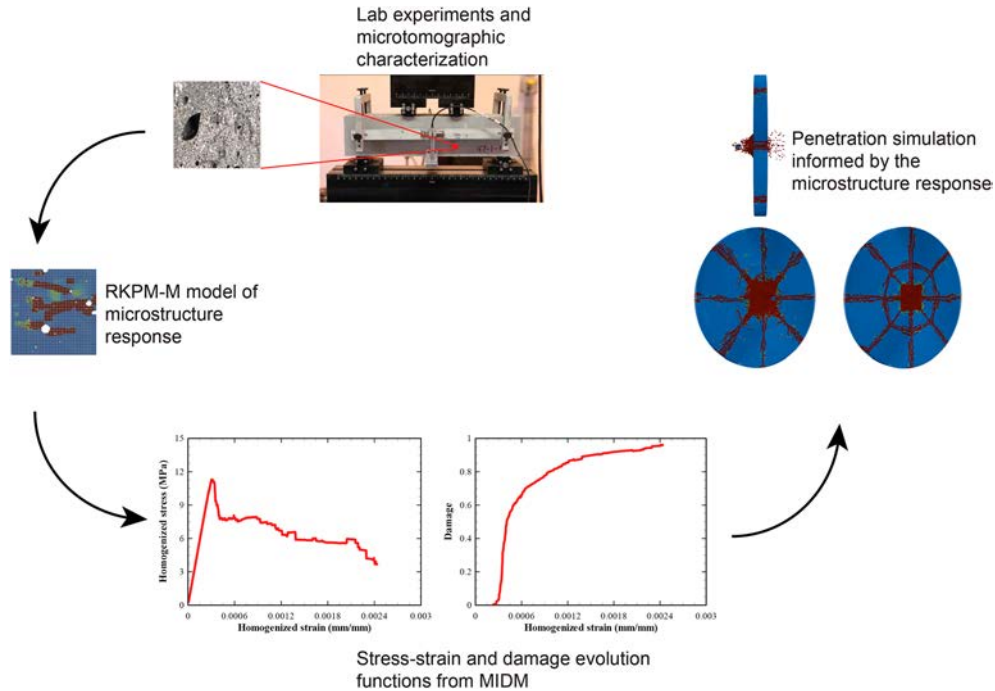 Lab experiments and
microtomographic
characterization
Penetration simulation
informed by the
microstructure response
RKPM-M model of
microstructure
response
15
12
9
6
3
0
Homogenized stress (MPa)
0 0.0006 0.0012 0.0018 0.0024 0.003
Homogenized strain (mm/mm)
1
0.8
0.6
0.4
0.2
0
Damage
0 0.0006 0.0012 0.0018 0.0024 0.003
Homogenized strain (mm/mm)
Stress-strain and damage evolution
functions from MIDM